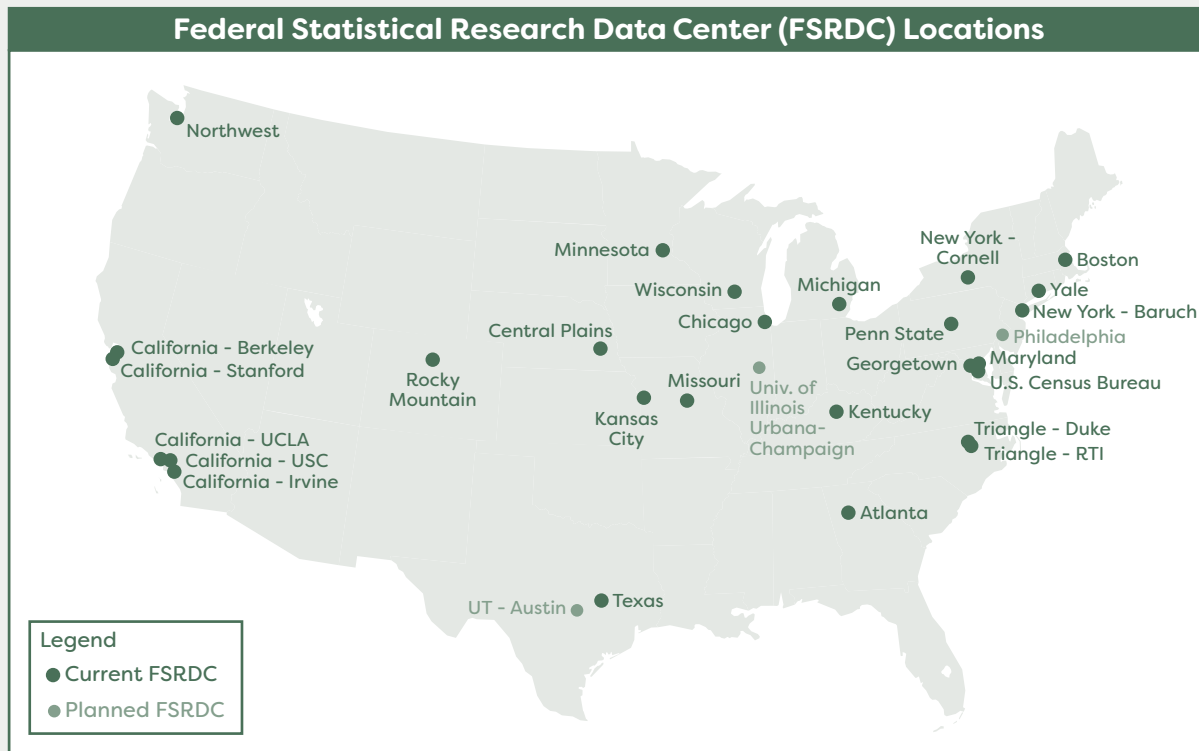 Federal Statistical Research Data Center (FSRDC) Locations
Northwest
New York -
Cornell
Minnesota
Boston
Wisconsin
Michigan
Yale
New York - Baruch
Chicago
Central Plains
Penn State
Philadelphia
California - Berkeley
California - Stanford
Rocky
Mountain
Georgetown
Maryland
U.S. Census Bureau
Missouri
Univ. of
Illinois
Urbana-
Champaign
Kansas
City
Kentucky
Triangle - Duke
Triangle - RTI
California - UCLA
California - USC
California - Irvine
Atlanta
UT - Austin
Texas
Legend
Current FSRDC
Planned FSRDC